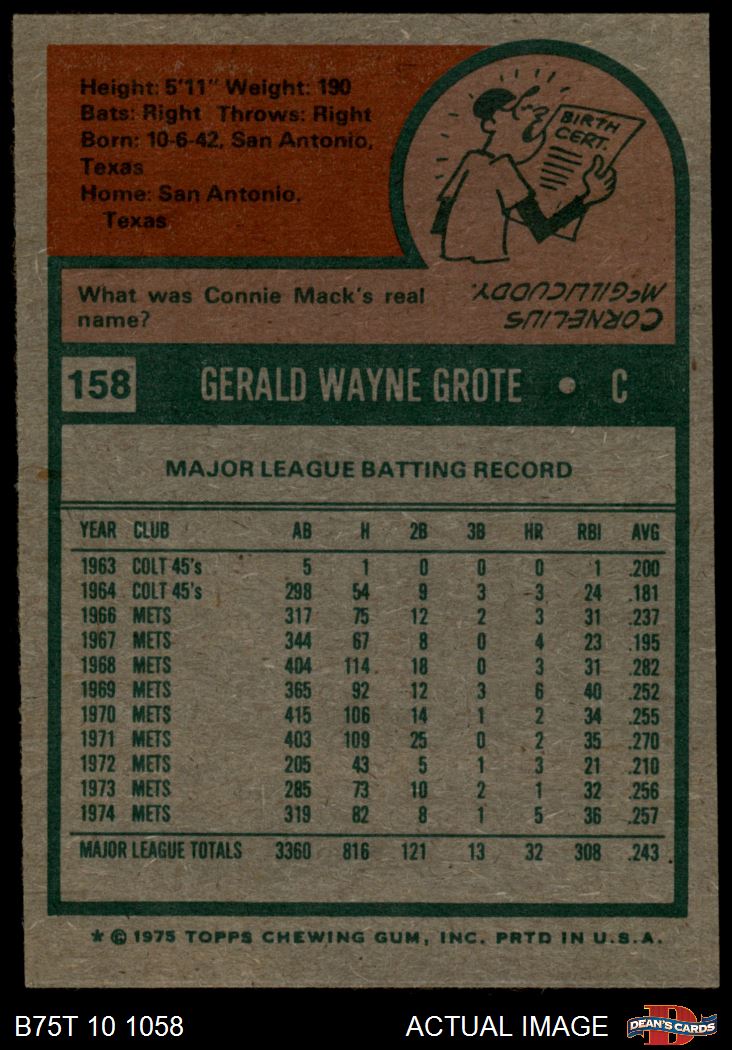 Height: 5'11" Weight: 190
Bats: Right Throws: Right
Born: 10-6-42, San Antonio,
Texas
Home: San Antonio.
Texas
BIRTH
CERT.
What was Connie Mack's real
name?
CORNELIUS
McGILLICUDDY.
158 GERALD WAYNE GROTE • C
MAJOR LEAGUE BATTING RECORD
YEAR CLUB AB H 2B 3B HR RBI AVG
1963 COLT 45's 5 1 0 0 0 1 .200
1964 COLT 45's 298 54 9 3 3 24 .181
1966 METS 317 75 12 2 3 31 .237
1967 METS 344 67 8 0 4 23 .195
1968 METS 404 114 18 0 3 31 .282
1969 METS 365 92 12 3 6 40 .252
1970 METS 415 106 14 1 2 34 .255
1971 METS 403 109 25 0 2 35 .270
1972 METS 205 43 5 1 3 21 .210
1973 METS 285 73 10 2 1 32 .256
1974 METS 319 82 8 1 5 36 .257
MAJOR LEAGUE TOTALS 3360 816 121 13 32 308 .243
* © 1975 TOPPS CHEWING GUM, INC. PRTD IN U.S.A.
B75T 10 1058 ACTUAL IMAGE DEAN'S CARDS